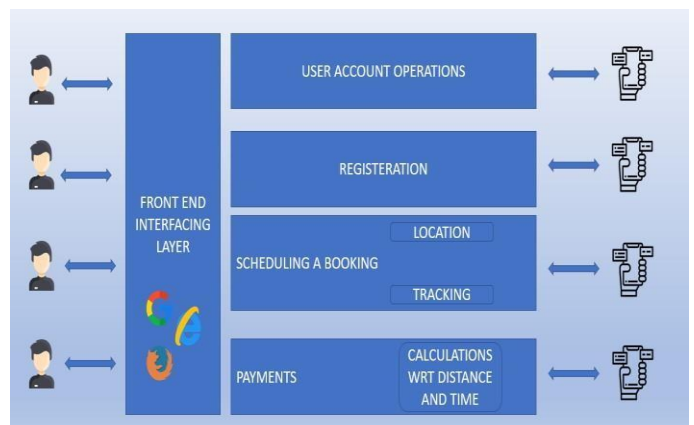 USER ACCOUNT OPERATIONS
REGISTERATION
FRONT END
INTERFACING
LAYER
LOCATION
SCHEDULING A BOOKING
TRACKING
PAYMENTS
CALCULATIONS
WRT DISTANCE
AND TIME